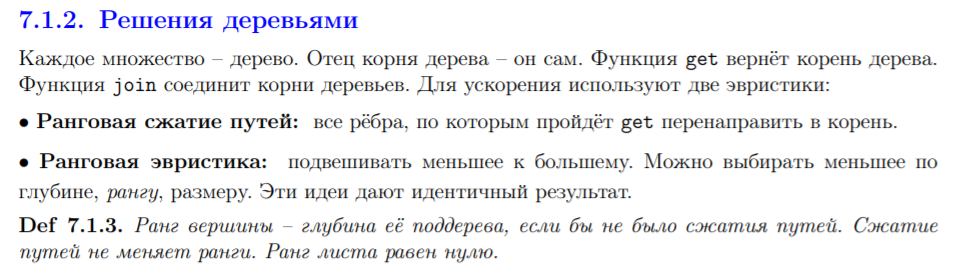 7.1.2. Решения деревьями
Каждое множество – дерево. Отец корня дерева – он сам. Функция get вернёт корень дерева.
Функция join соединит корни деревьев. Для ускорения используют две эвристики:
• Ранговая сжатие путей: все рёбра, по которым пройдёт get перенаправить в корень.
• Ранговая эвристика: подвешивать меньшее к большему. Можно выбирать меньшее по
глубине, рангу, размеру. Эти идеи дают идентичный результат.
Def 7.1.3. Ранг вершины – глубина её поддерева, если бы не было сжатия путей. Сжатие
путей не меняет ранги. Ранг листа равен нулю.